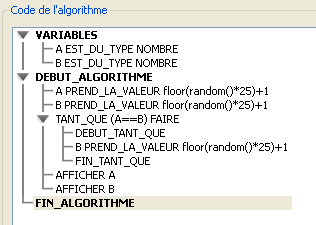 Code de l'algorithme
VARIABLES
A EST_DU_TYPE NOMBRE
B EST_DU_TYPE NOMBRE
DEBUT_ALGORITHME
A PREND_LA_VALEUR floor(random()*25)+1
B PREND_LA_VALEUR floor(random()*25)+1
TANT_QUE (A==B) FAIRE
DEBUT_TANT_QUE
B PREND_LA_VALEUR floor(random()*25)+1
FIN_TANT_QUE
AFFICHER A
AFFICHER B
FIN_ALGORITHME